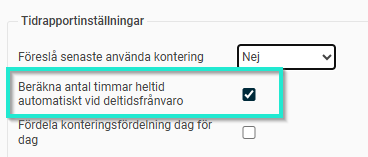 Tidrapportinställningar
Föreslå senaste använda kontering
Nej
Beräkna antal timmar heltid
automatiskt vid deltidsfrånvaro
Fördela konteringsfördelning dag för
dag